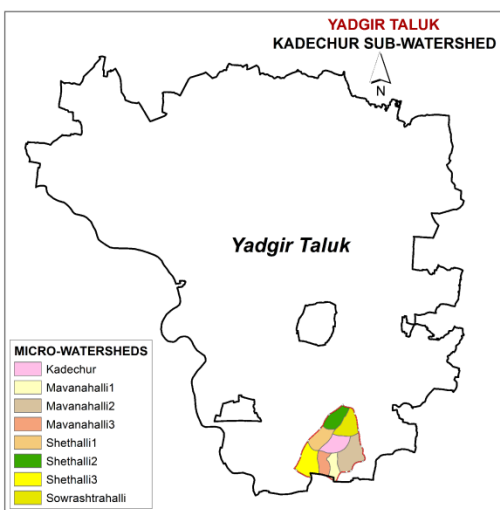 YADGIR TALUK
KADECHUR SUB-WATERSHED
N
Yadgir Taluk
MICRO-WATERSHEDS
Kadechur
Mavanahalli1
Mavanahalli2
Mavanahalli3
Shethalli1
Shethalli2
Shethalli3
Sowrashtrahalli